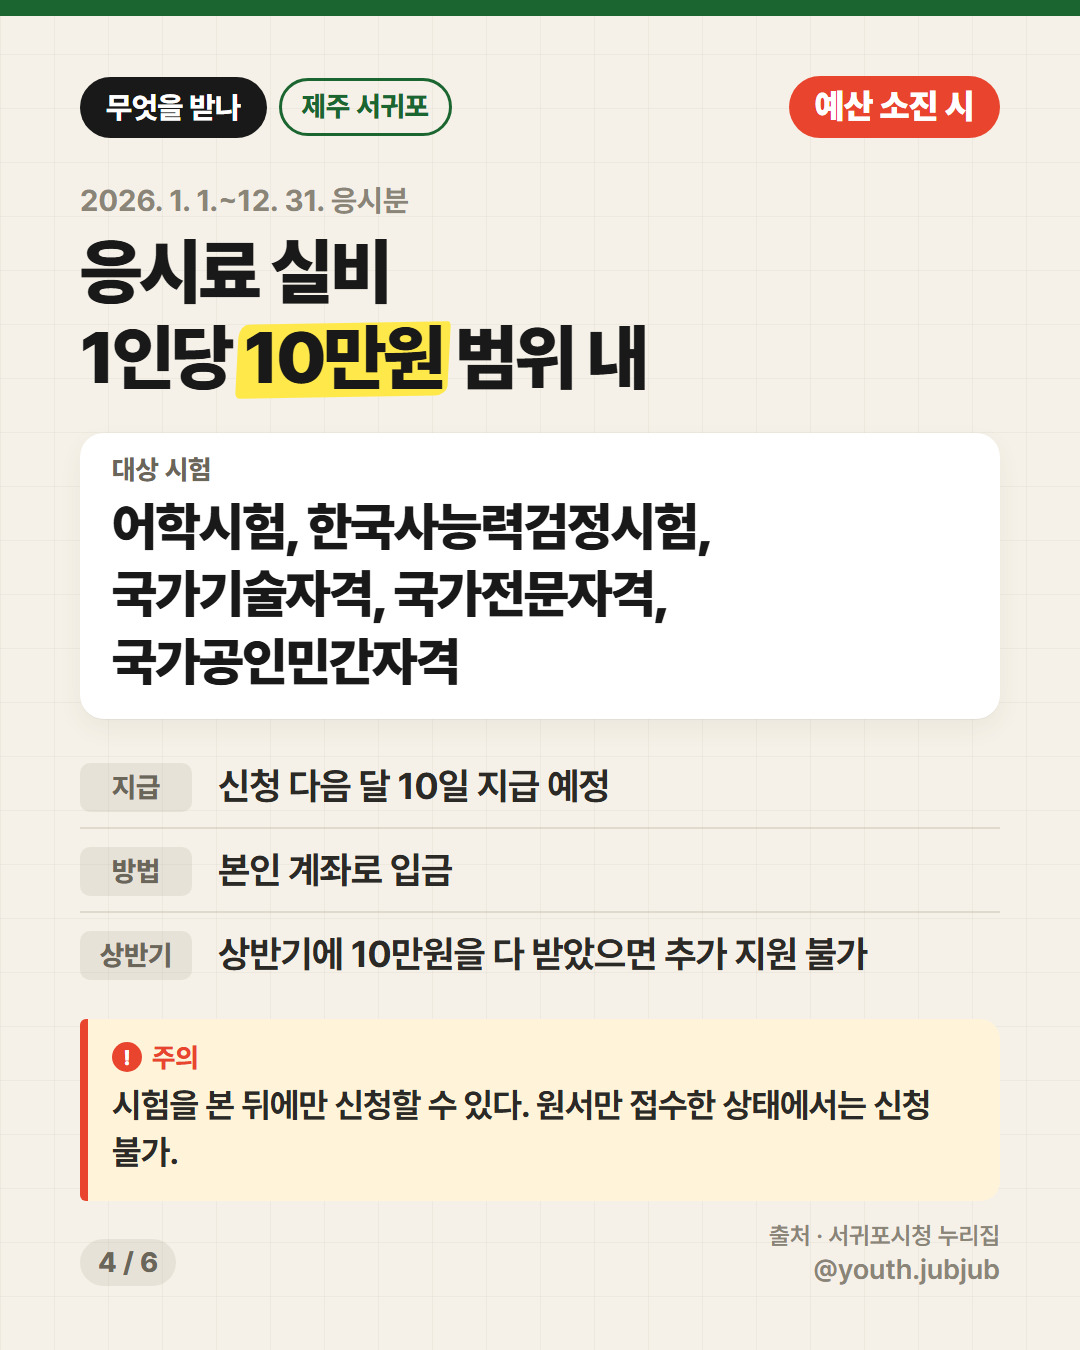 무엇을 받나
제주 서귀포
예산 소진 시
2026. 1. 1.~12. 31. 응시분
응시료 실비
1인당 10만원 범위 내
대상 시험
어학시험, 한국사능력검정시험,
국가기술자격, 국가전문자격,
국가공인민간자격
지급 신청 다음 달 10일 지급 예정
방법 본인 계좌로 입금
상반기 상반기에 10만원을 다 받았으면 추가 지원 불가
! 주의
시험을 본 뒤에만 신청할 수 있다. 원서만 접수한 상태에서는 신청
불가.
4 / 6
출처 · 서귀포시청 누리집
@youth.jubjub